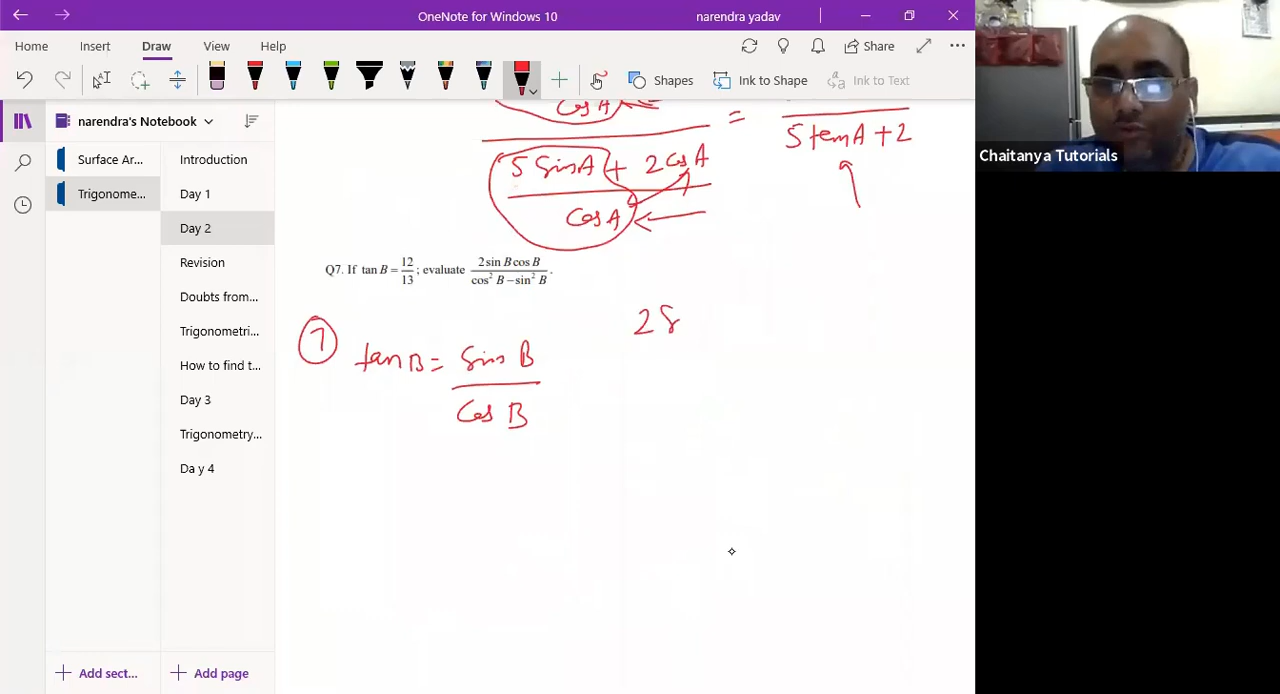 OneNote for Windows 10
narendra yadav
Home Insert Draw View Help
Share
Shapes
Ink to Shape
Ink to Text
narendra's Notebook
Surface Ar...
Trigonome...
Introduction
Day 1
Day 2
Revision
Doubts from...
Trigonometri...
How to find t...
Day 3
Trigonometry...
Da y 4
Add sect...
Add page
Cos A
5 Sin A + 2 Cos A
Cos A
=
5 tan A + 2
Q7. If tan B = 12/13; evaluate 2sin B cos B / cos² B – sin² B.
7 tan B = Sin B / Cos B
2 S
Chaitanya Tutorials